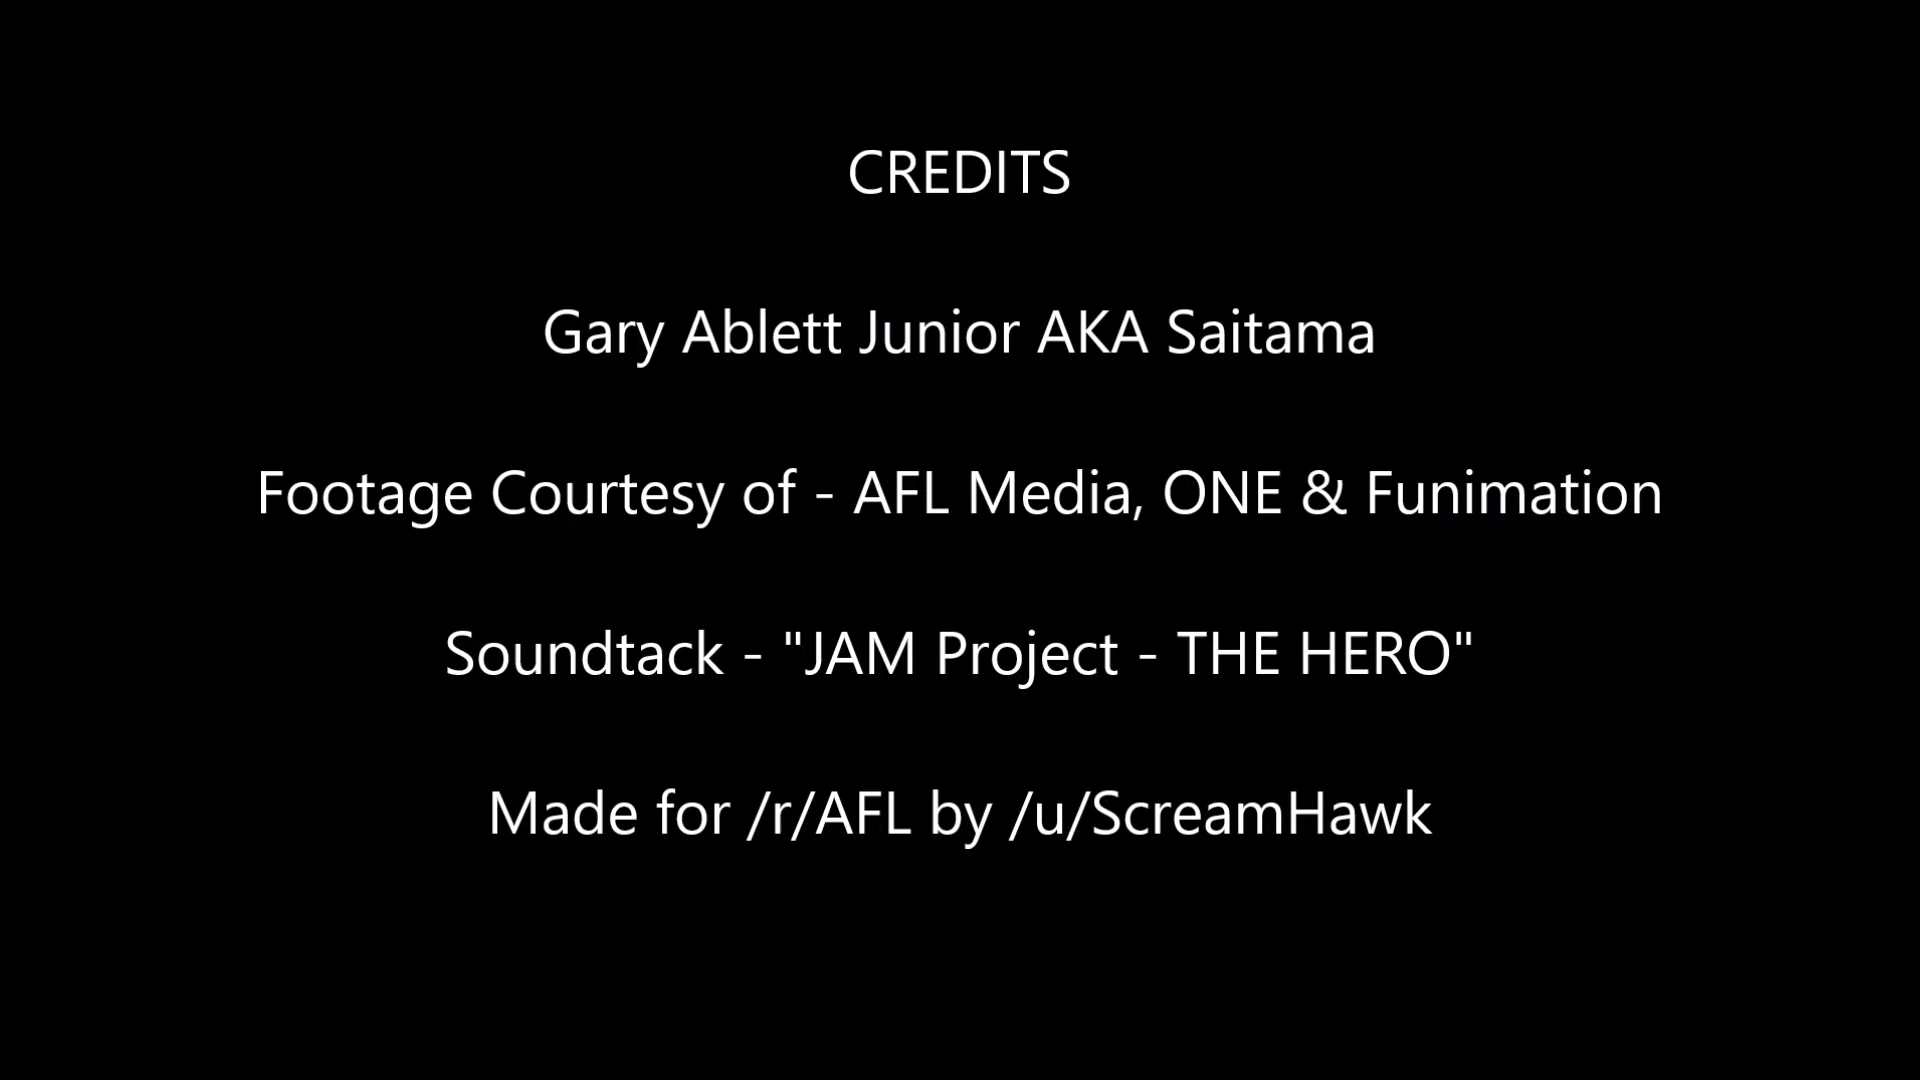 CREDITS
Gary Ablett Junior AKA Saitama
Footage Courtesy of - AFL Media, ONE & Funimation
Soundtack - "JAM Project - THE HERO"
Made for /r/AFL by /u/ScreamHawk